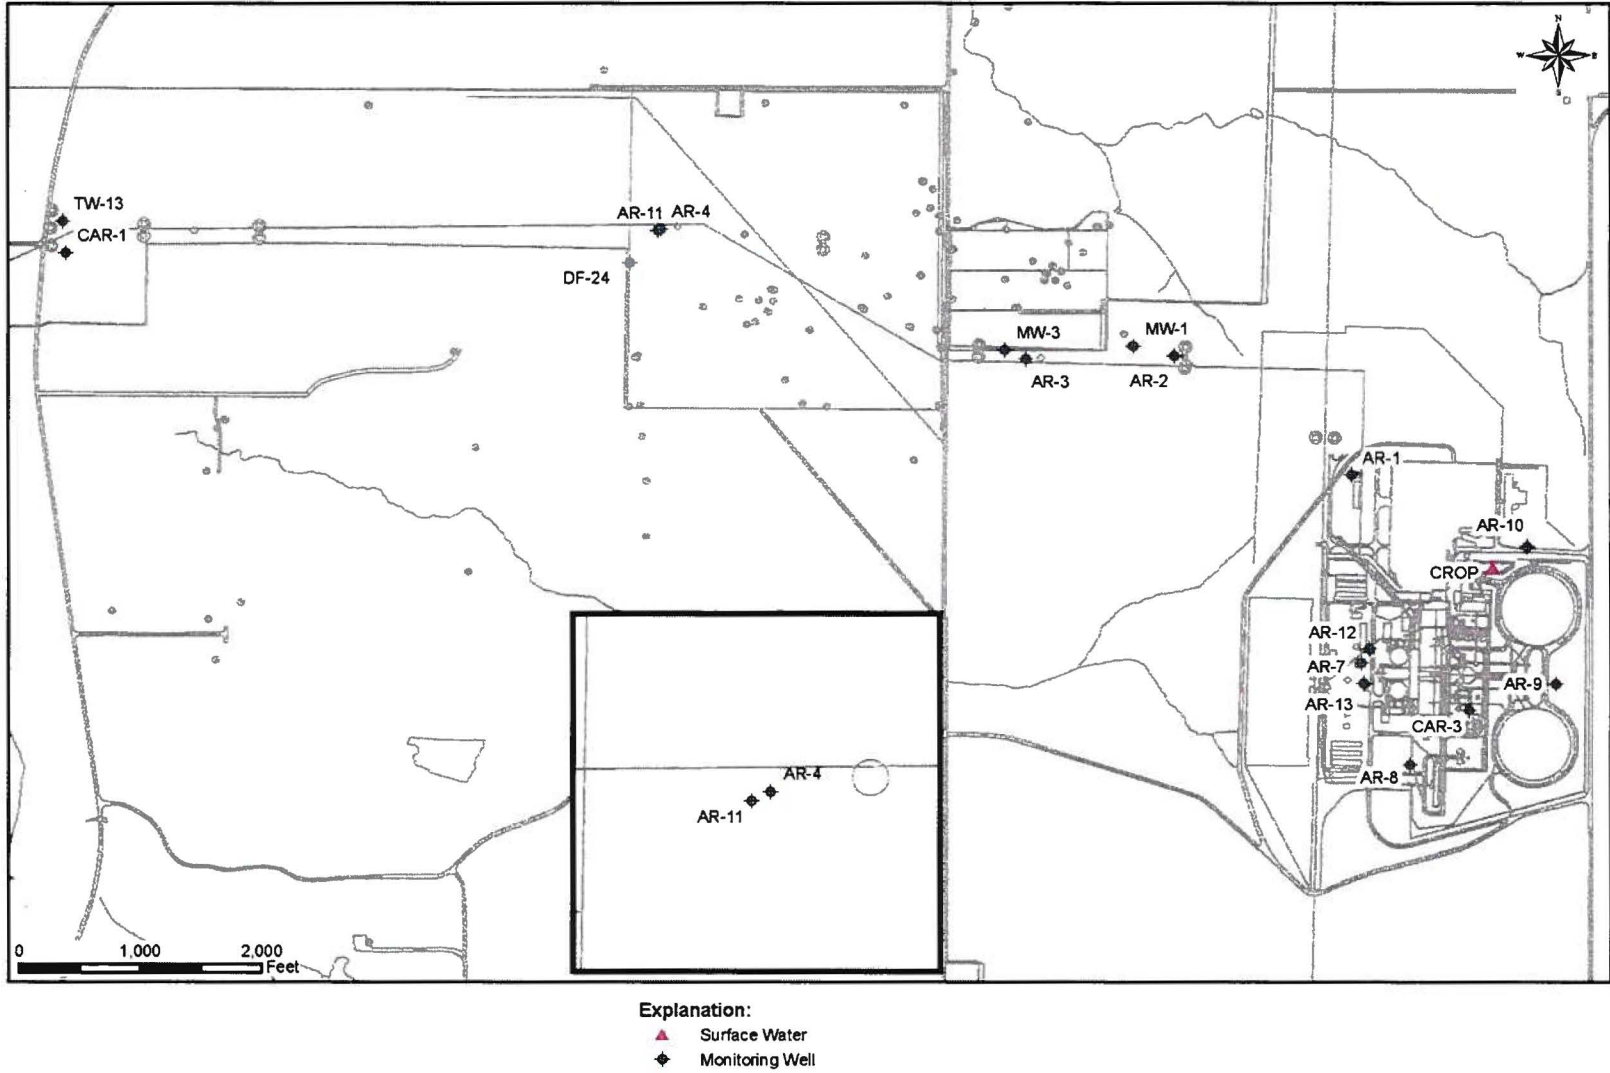 N
W E
S
TW-13
CAR-1
AR-11 AR-4
DF-24
MW-3
MW-1
AR-3
AR-2
AR-1
AR-10
CROP
AR-12
AR-7
AR-9
AR-13
CAR-3
AR-8
AR-4
AR-11
0 1,000 2,000
Feet
Explanation:
Surface Water
Monitoring Well